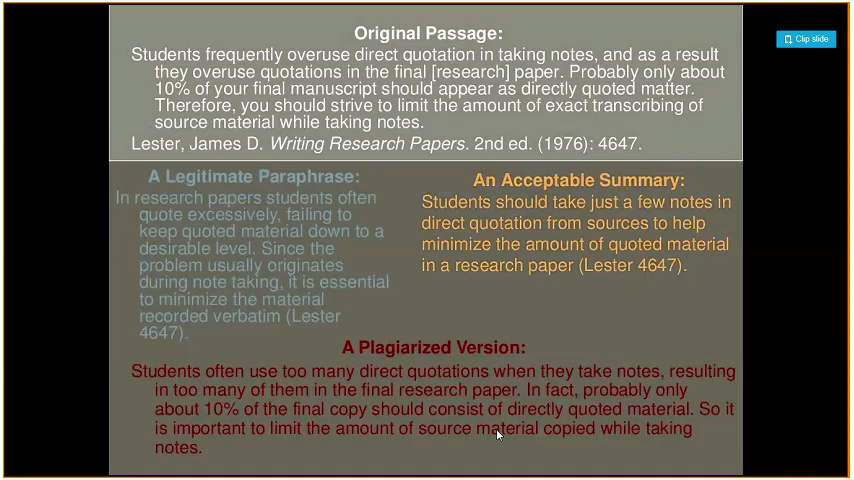 Original Passage:
Students frequently overuse direct quotation in taking notes, and as a result
they overuse quotations in the final [research] paper. Probably only about
10% of your final manuscript should appear as directly quoted matter.
Therefore, you should strive to limit the amount of exact transcribing of
source material while taking notes.
Lester, James D. Writing Research Papers. 2nd ed. (1976): 4647.
Clip slide
A Legitimate Paraphrase:
In research papers students often
quote excessively, failing to
keep quoted material down to a
desirable level. Since the
problem usually originates
during note taking, it is essential
to minimize the material
recorded verbatim (Lester
4647).
An Acceptable Summary:
Students should take just a few notes in
direct quotation from sources to help
minimize the amount of quoted material
in a research paper (Lester 4647).
A Plagiarized Version:
Students often use too many direct quotations when they take notes, resulting
in too many of them in the final research paper. In fact, probably only
about 10% of the final copy should consist of directly quoted material. So it
is important to limit the amount of source material copied while taking
notes.